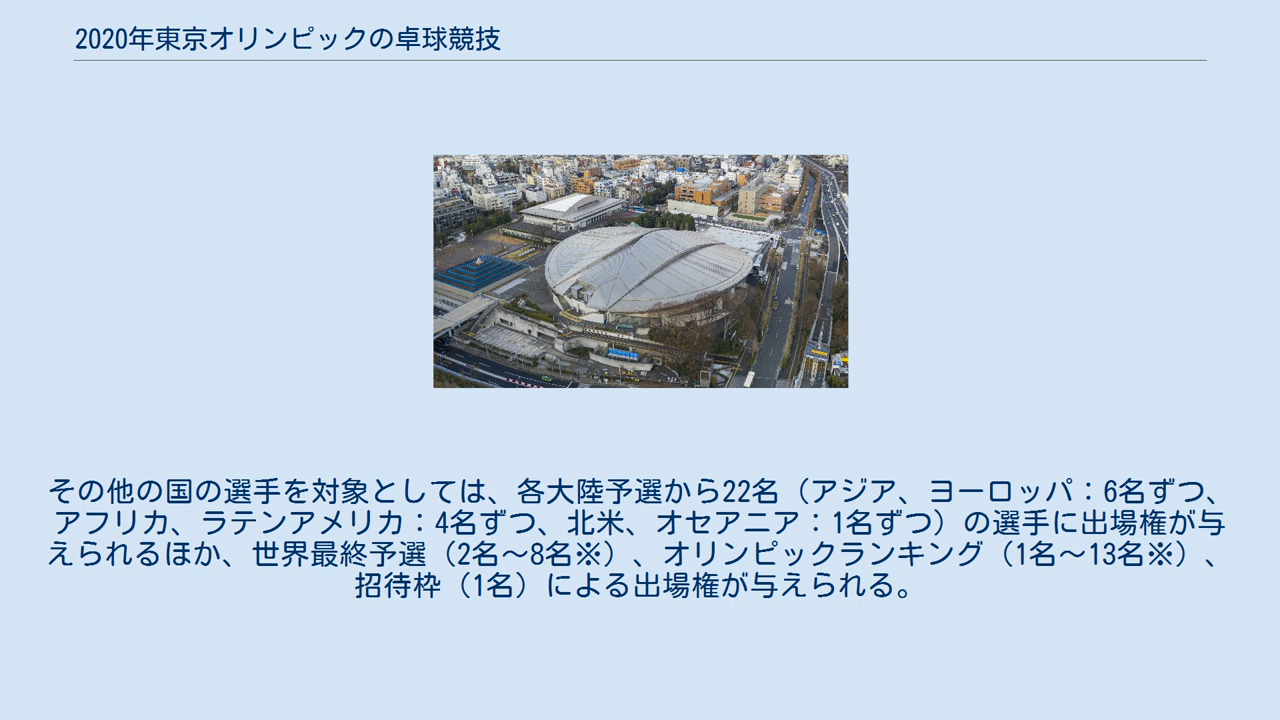 2020年東京オリンピックの卓球競技
その他の国の選手を対象としては、各大陸予選から22名（アジア、ヨーロッパ：6名ずつ、
アフリカ、ラテンアメリカ：4名ずつ、北米、オセアニア：1名ずつ）の選手に出場権が与
えられるほか、世界最終予選（2名～8名※）、オリンピックランキング（1名～13名※）、
招待枠（1名）による出場権が与えられる。